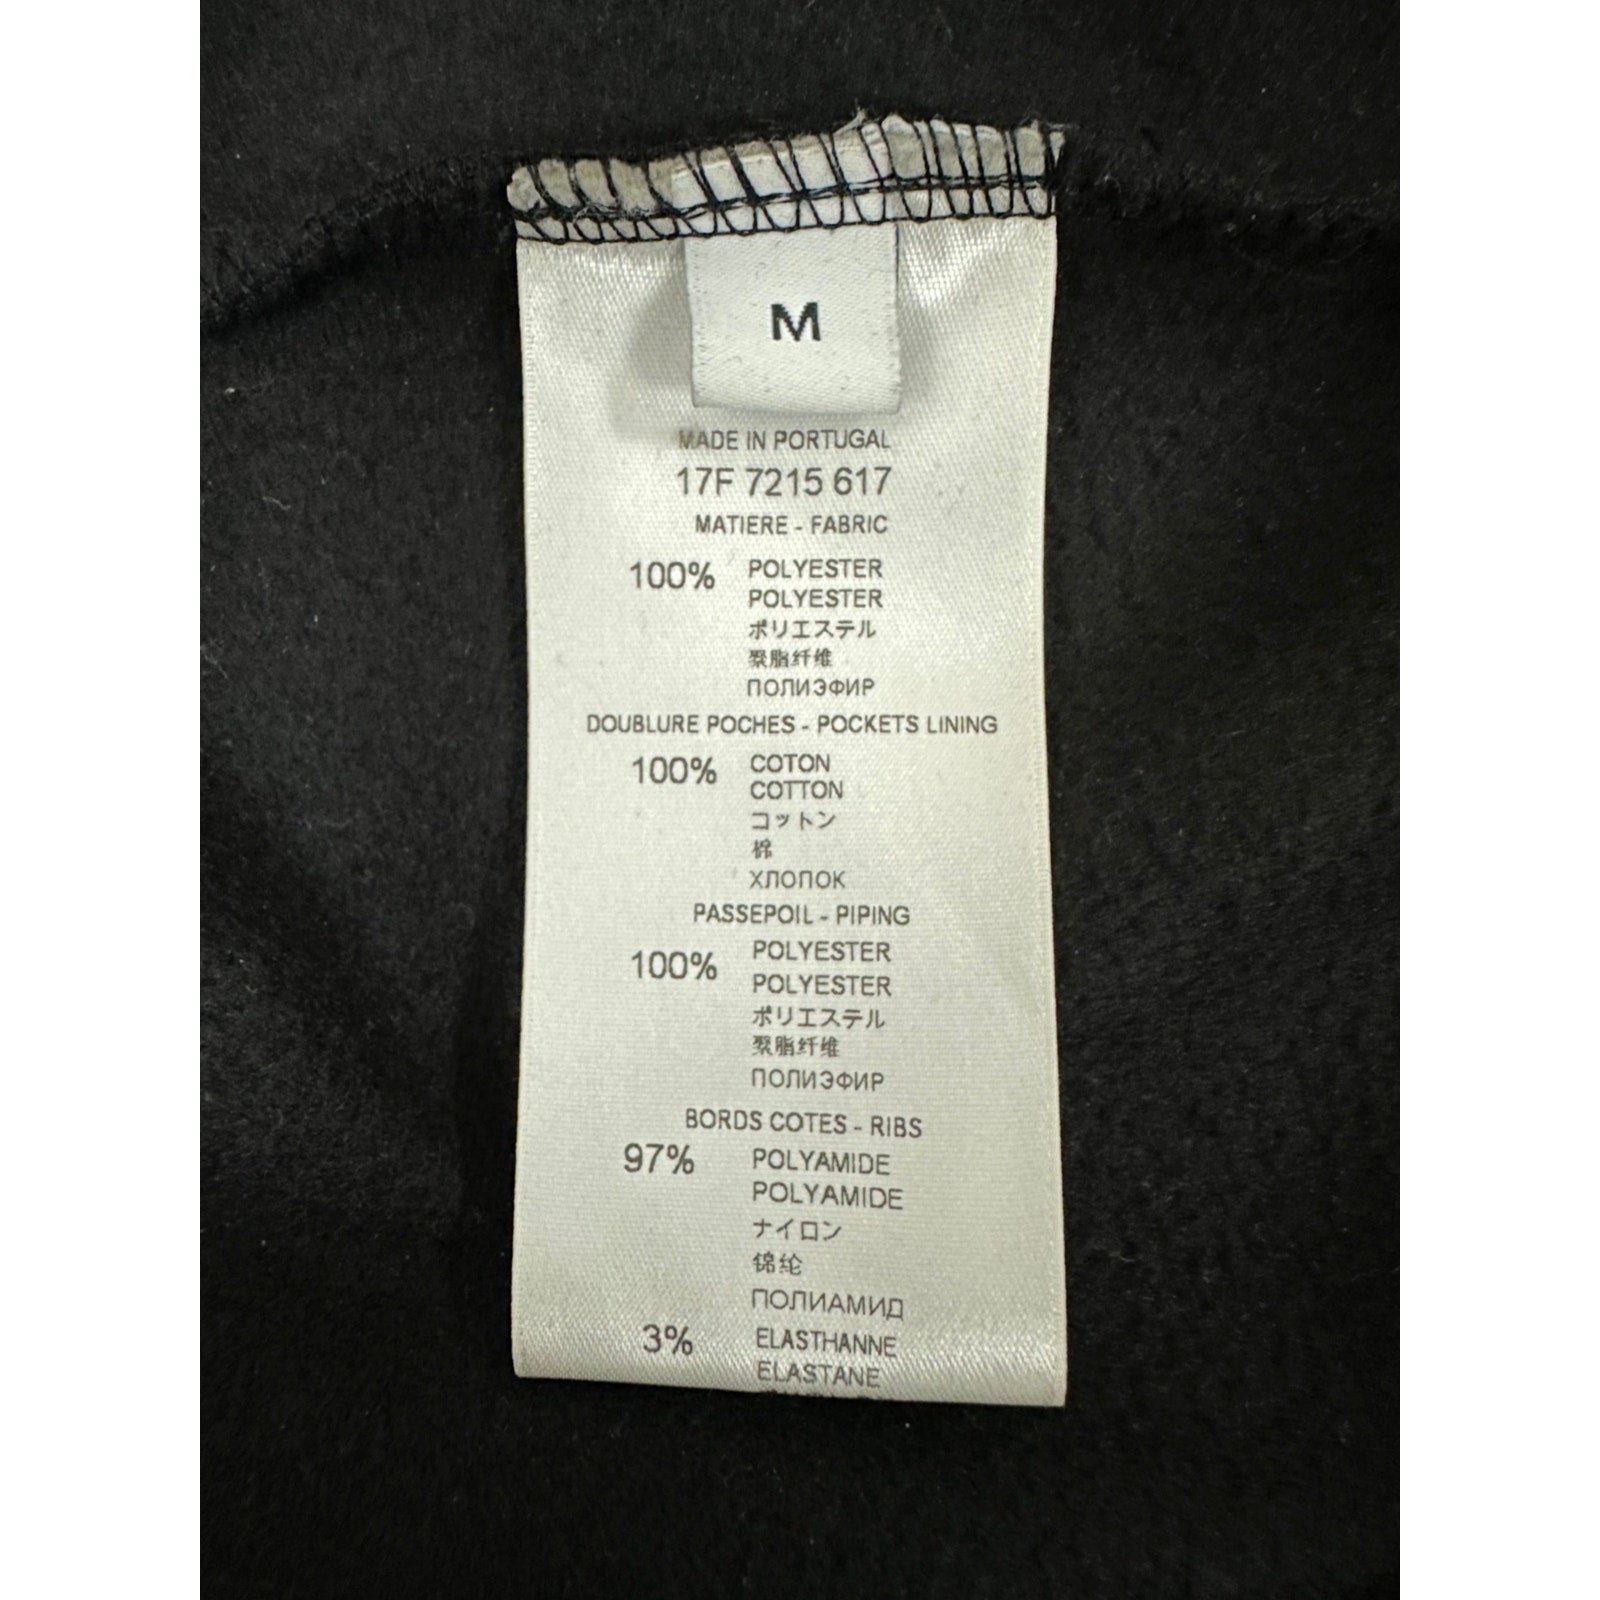 M
MADE IN PORTUGAL
17F 7215 617
MATIERE - FABRIC
100% POLYESTER
POLYESTER
ポリエステル
聚脂纤维
ПОЛИЭФИР
DOUBLURE POCHES - POCKETS LINING
100% COTON
COTTON
コットン
棉
ХЛОПОК
PASSEPOIL - PIPING
100% POLYESTER
POLYESTER
ポリエステル
聚脂纤维
ПОЛИЭФИР
BORDS COTES - RIBS
97% POLYAMIDE
POLYAMIDE
ナイロン
锦纶
ПОЛИАМИД
3% ELASTHANNE
ELASTANE